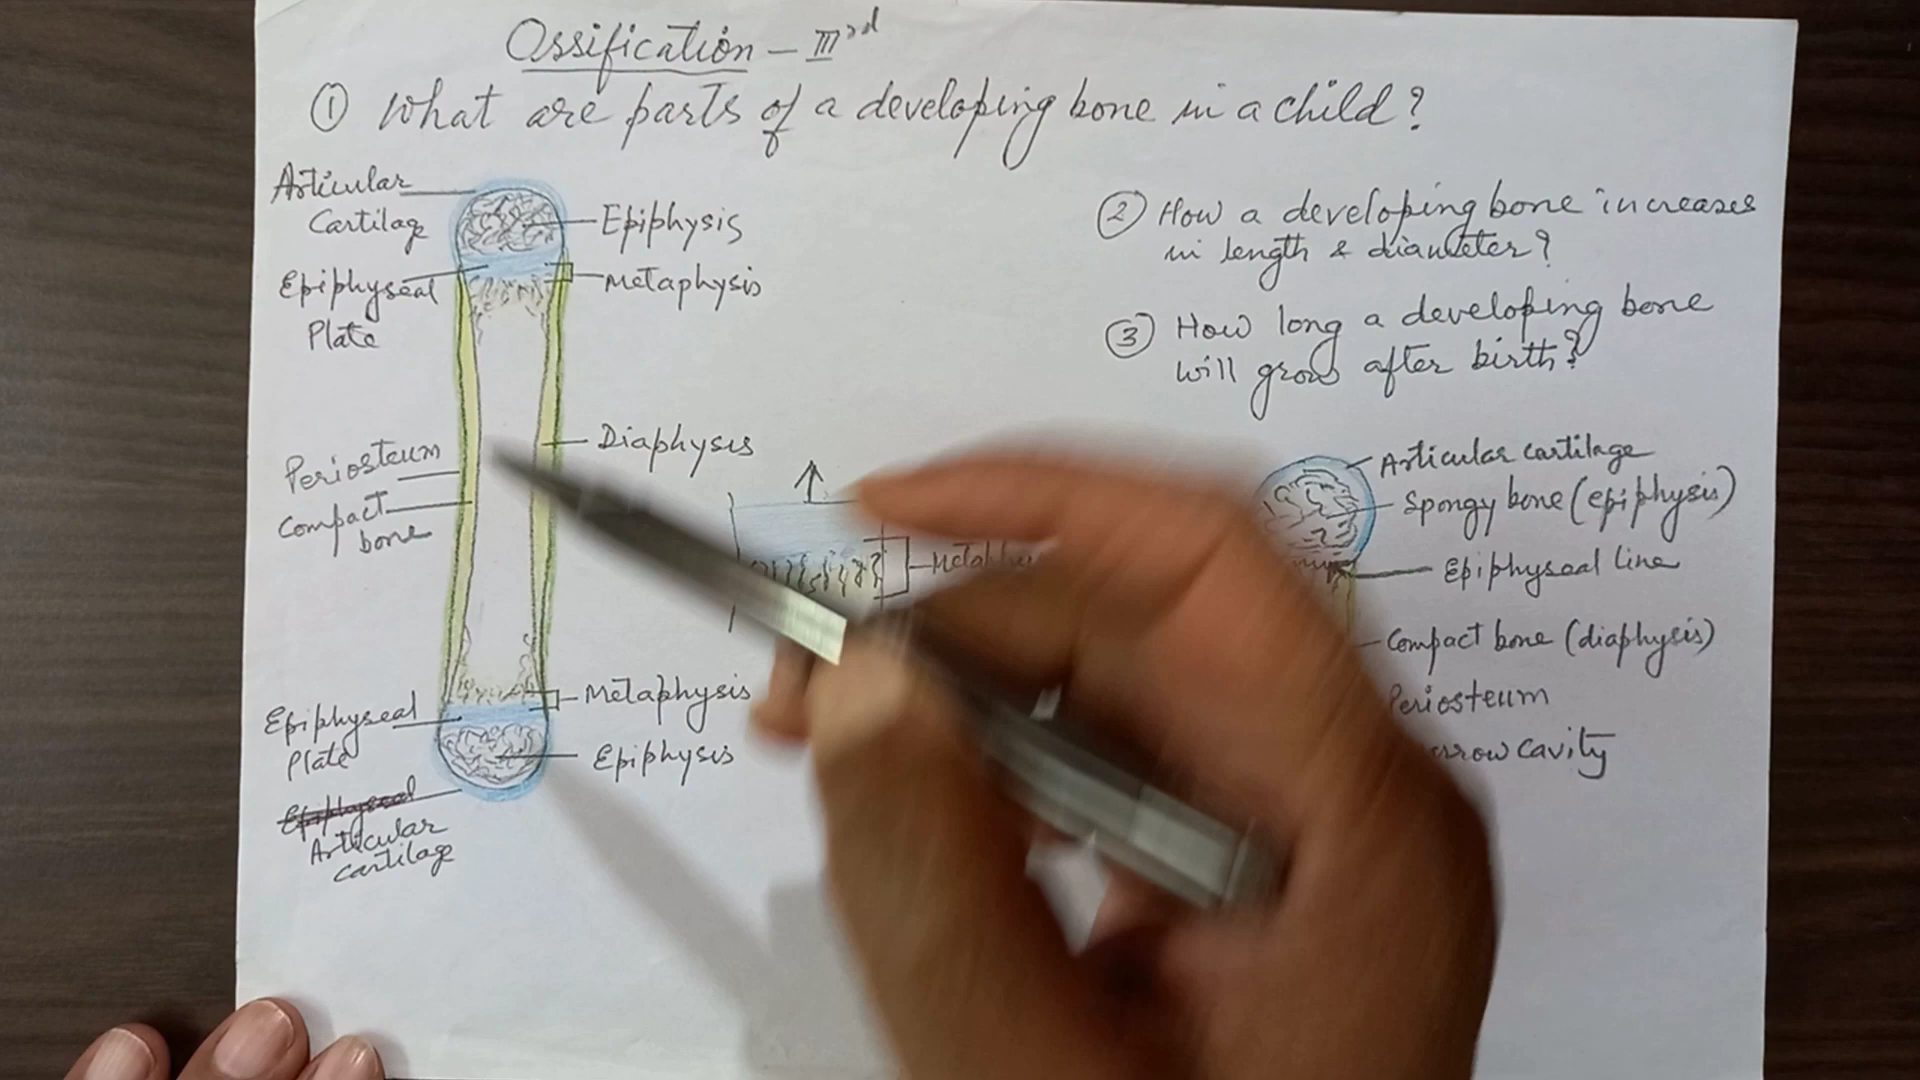 Ossification - IIIrd
① What are parts of a developing bone in a child?
Articular
Cartilage
Epiphyseal
Plate
Periosteum
Compact
bone
Epiphyseal
Plate
Epiphyseal
Articular
cartilage
Epiphysis
Metaphysis
Diaphysis
Metaphysis
Epiphysis
② How a developing bone increases
in length & diameter?
③ How long a developing bone
will grow after birth?
Articular cartilage
Spongy bone (epiphysis)
Epiphyseal line
Compact bone (diaphysis)
Periosteum
cavity